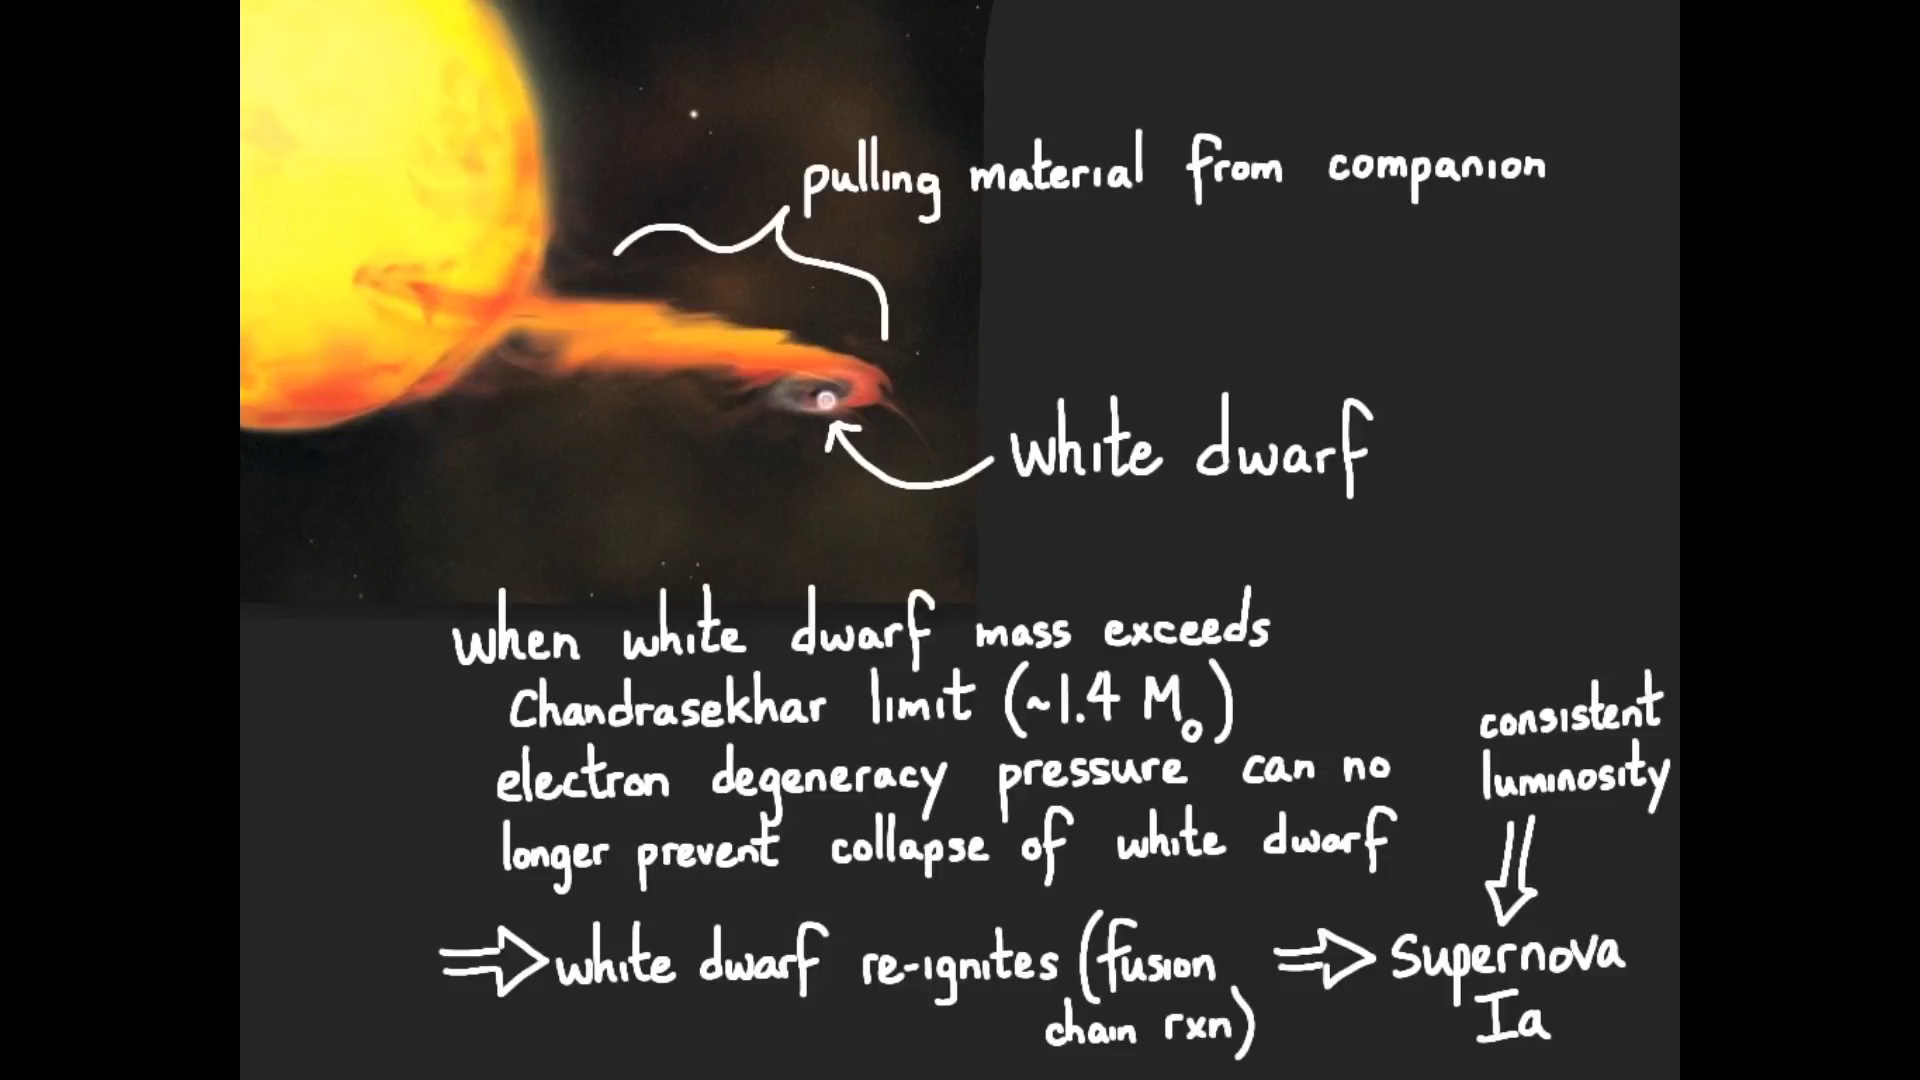 pulling material from companion
white dwarf
when white dwarf mass exceeds
Chandrasekhar limit (~1.4 M₀)
electron degeneracy pressure can no
longer prevent collapse of white dwarf
consistent
luminosity
⇒ white dwarf re-ignites (fusion
chain rxn)
⇒ Supernova
Ia